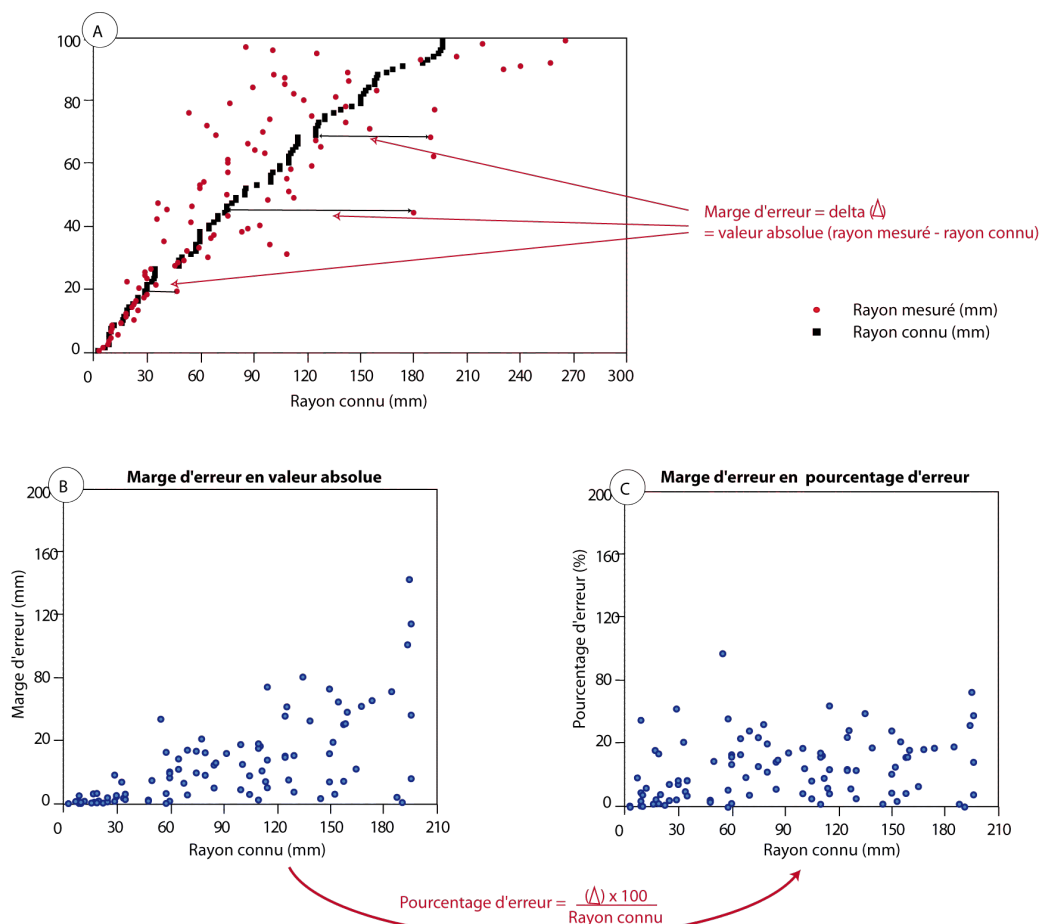 A
100
80
60
40
20
0
0 30 60 90 120 150 180 210 240 270 300
Rayon connu (mm)
Marge d'erreur = delta (Δ)
= valeur absolue (rayon mesuré - rayon connu)
Rayon mesuré (mm)
Rayon connu (mm)
B
Marge d'erreur en valeur absolue
200
160
120
80
20
0
Marge d'erreur (mm)
0 30 60 90 120 150 180 210
Rayon connu (mm)
C
Marge d'erreur en pourcentage d'erreur
200
160
120
80
20
0
Pourcentage d'erreur (%)
0 30 60 90 100 150 180 210
Rayon connu (mm)
Pourcentage d'erreur = (Δ) x 100
Rayon connu